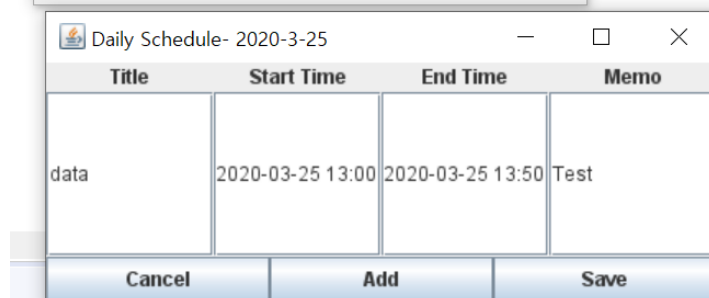 Daily Schedule- 2020-3-25
Title Start Time End Time Memo
data 2020-03-25 13:00 2020-03-25 13:50 Test
Cancel Add Save